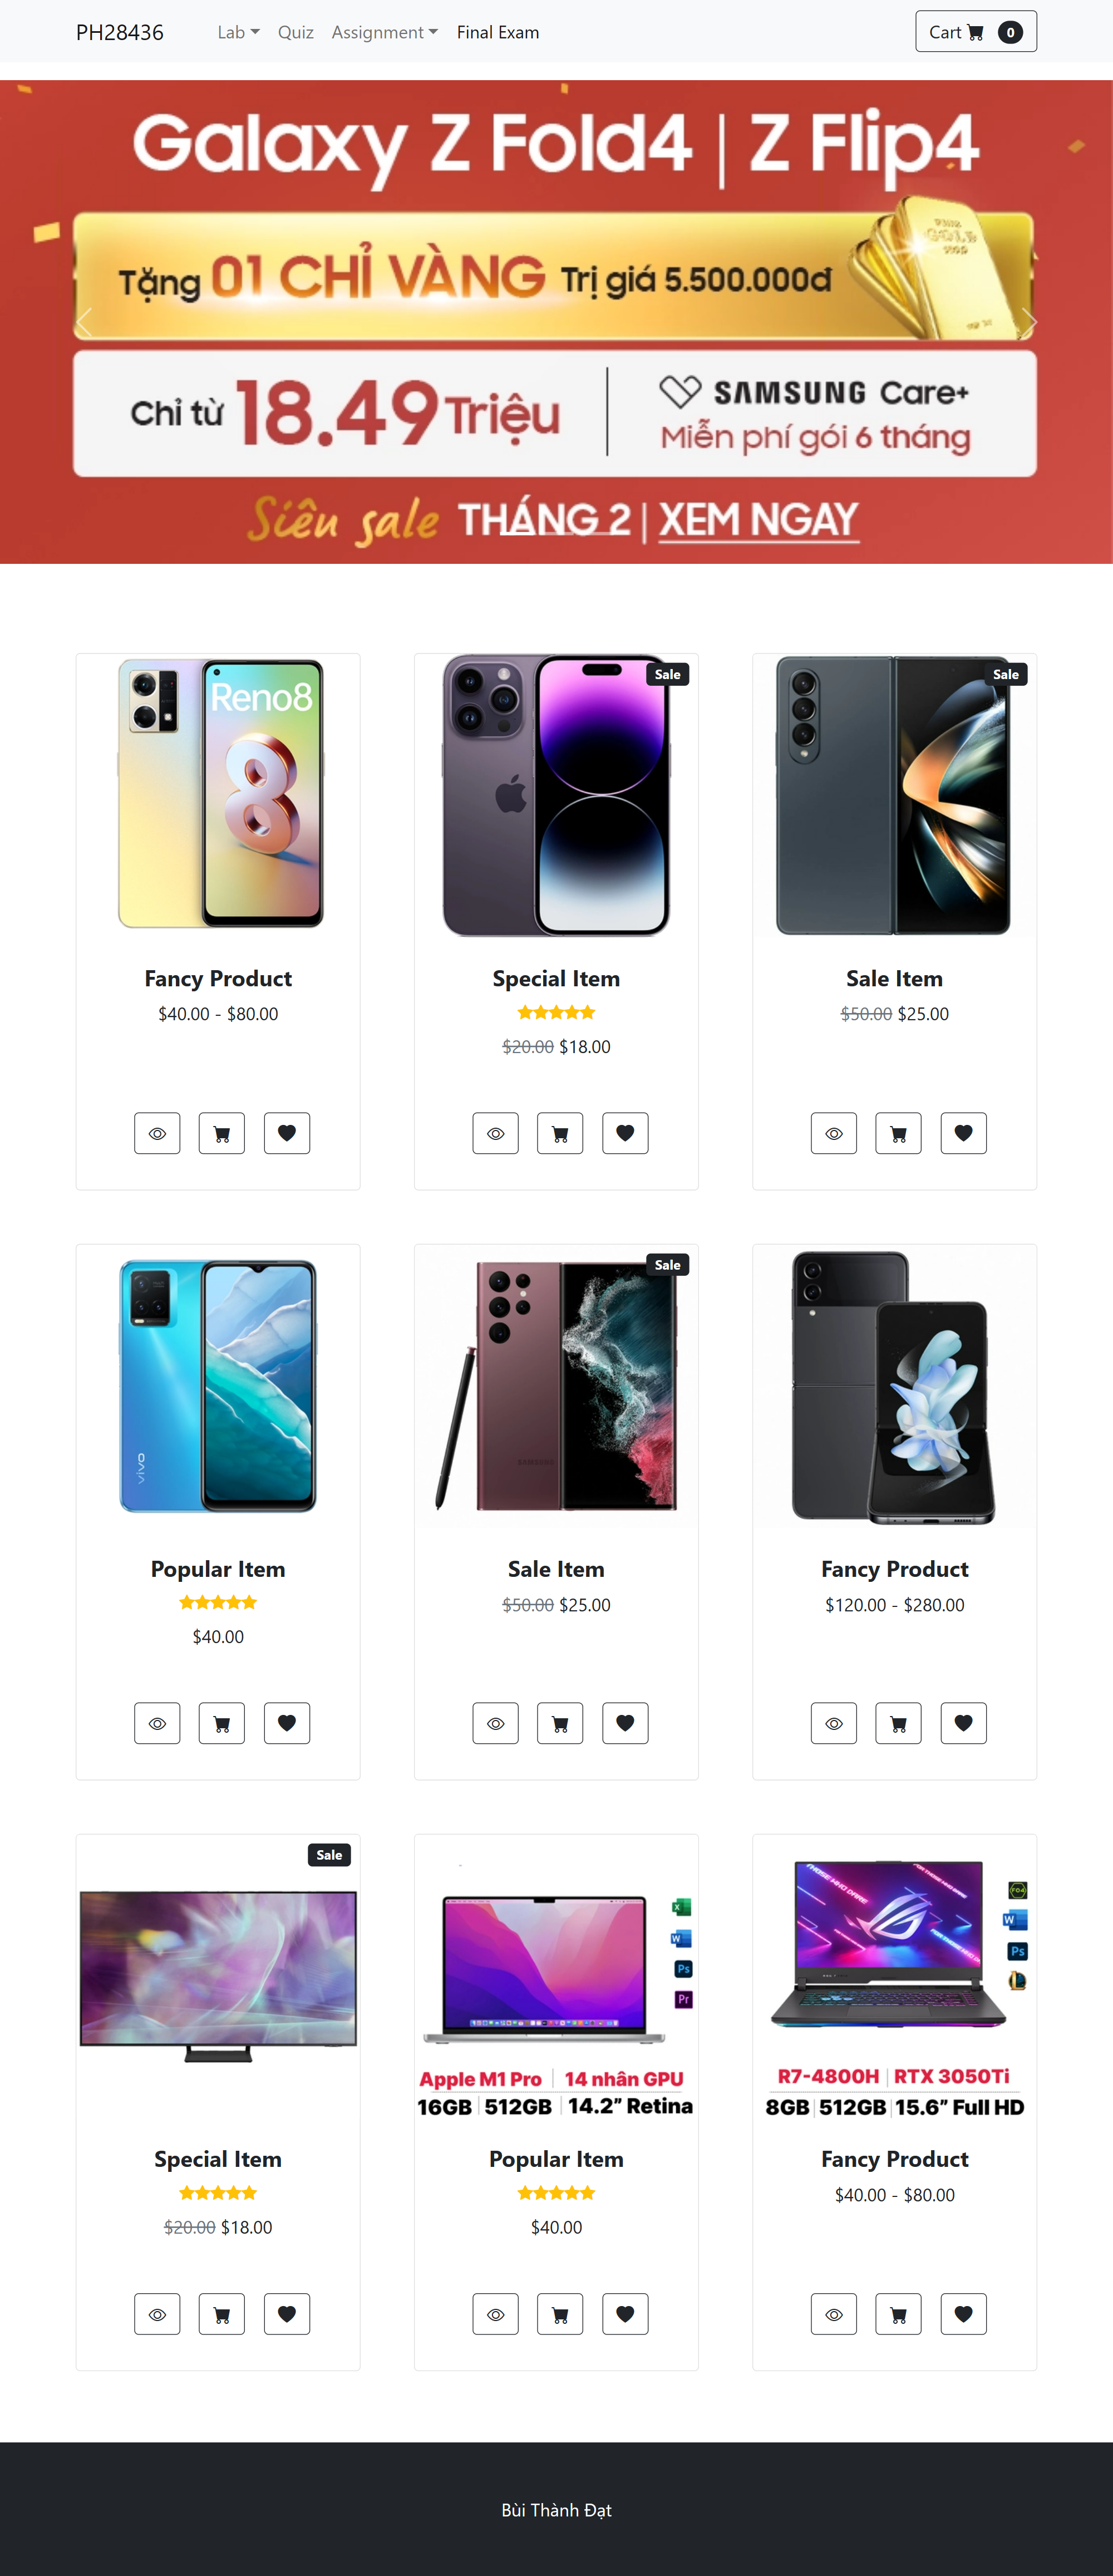 PH28436 Lab Quiz Assignment Final Exam Cart 0
Galaxy Z Fold4 | Z Flip4
Tặng 01 CHỈ VÀNG Trị giá 5.500.000đ
Chỉ từ 18.49 Triệu
SAMSUNG Care+
Miễn phí gói 6 tháng
Siêu sale THÁNG 2 | XEM NGAY
Reno8
8
Sale
Sale
Fancy Product
$40.00 - $80.00
Special Item
$20.00 $18.00
Sale Item
$50.00 $25.00
vivo
Sale
SAMSUNG
Popular Item
$40.00
Sale Item
$50.00 $25.00
Fancy Product
$120.00 - $280.00
Sale
X
W
Ps
Pr
Apple M1 Pro | 14 nhân GPU
16GB | 512GB | 14.2” Retina
W
Ps
R7-4800H | RTX 3050Ti
8GB | 512GB | 15.6” Full HD
Special Item
$20.00 $18.00
Popular Item
$40.00
Fancy Product
$40.00 - $80.00
Bùi Thành Đạt